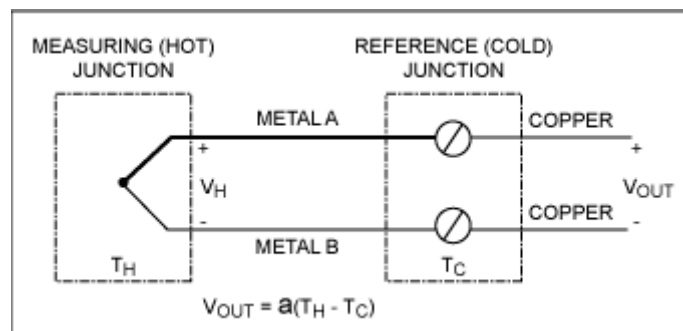 MEASURING (HOT)
JUNCTION
REFERENCE (COLD)
JUNCTION
METAL A
COPPER
+
VH
-
+
VOUT
-
METAL B
COPPER
TH
TC
VOUT = a(TH - TC)